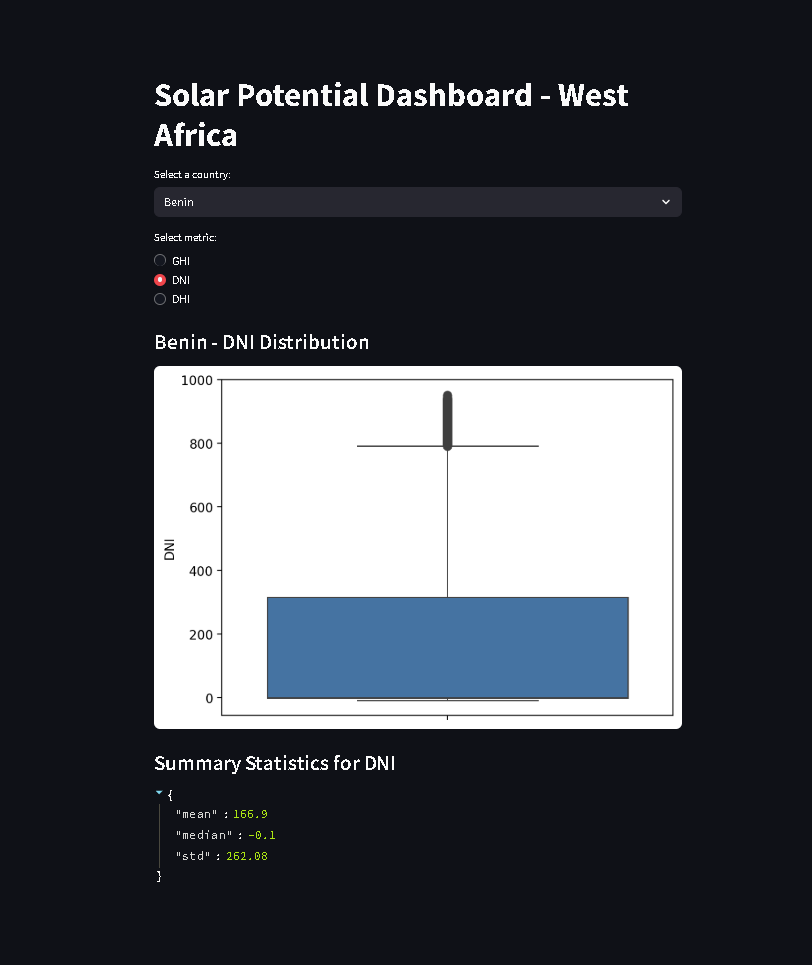 Solar Potential Dashboard - West
Africa
Select a country:
Benin
Select metric:
GHI
DNI
DHI
Benin - DNI Distribution
1000
800
600
400
200
0
DNI
Summary Statistics for DNI
{
"mean" : 166.9
"median" : -0.1
"std" : 262.08
}